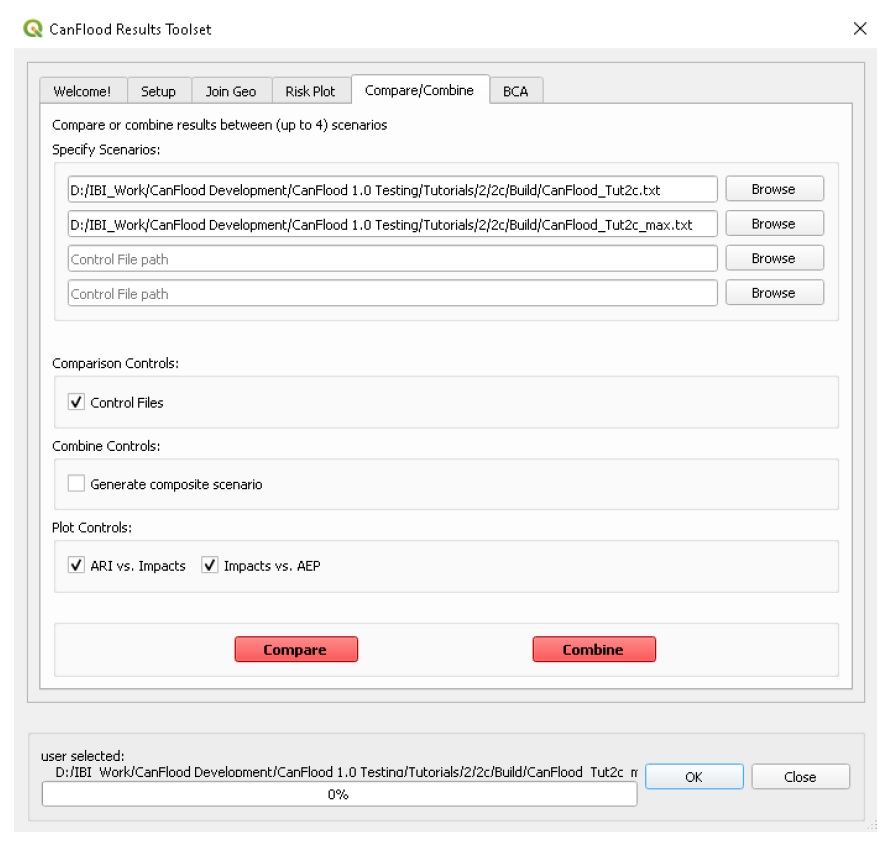 CanFlood Results Toolset
Welcome! Setup Join Geo Risk Plot Compare/Combine BCA
Compare or combine results between (up to 4) scenarios
Specify Scenarios:
D:/IBI_Work/CanFlood Development/CanFlood 1.0 Testing/Tutorials/2/2c/Build/CanFlood_Tut2c.txt Browse
D:/IBI_Work/CanFlood Development/CanFlood 1.0 Testing/Tutorials/2/2c/Build/CanFlood_Tut2c_max.txt Browse
Control File path Browse
Control File path Browse
Comparison Controls:
Control Files
Combine Controls:
Generate composite scenario
Plot Controls:
ARI vs. Impacts Impacts vs. AEP
Compare Combine
user selected:
D:/IBI_Work/CanFlood Development/CanFlood 1.0 Testing/Tutorials/2/2c/Build/CanFlood_Tut2c_m
OK Close
0%